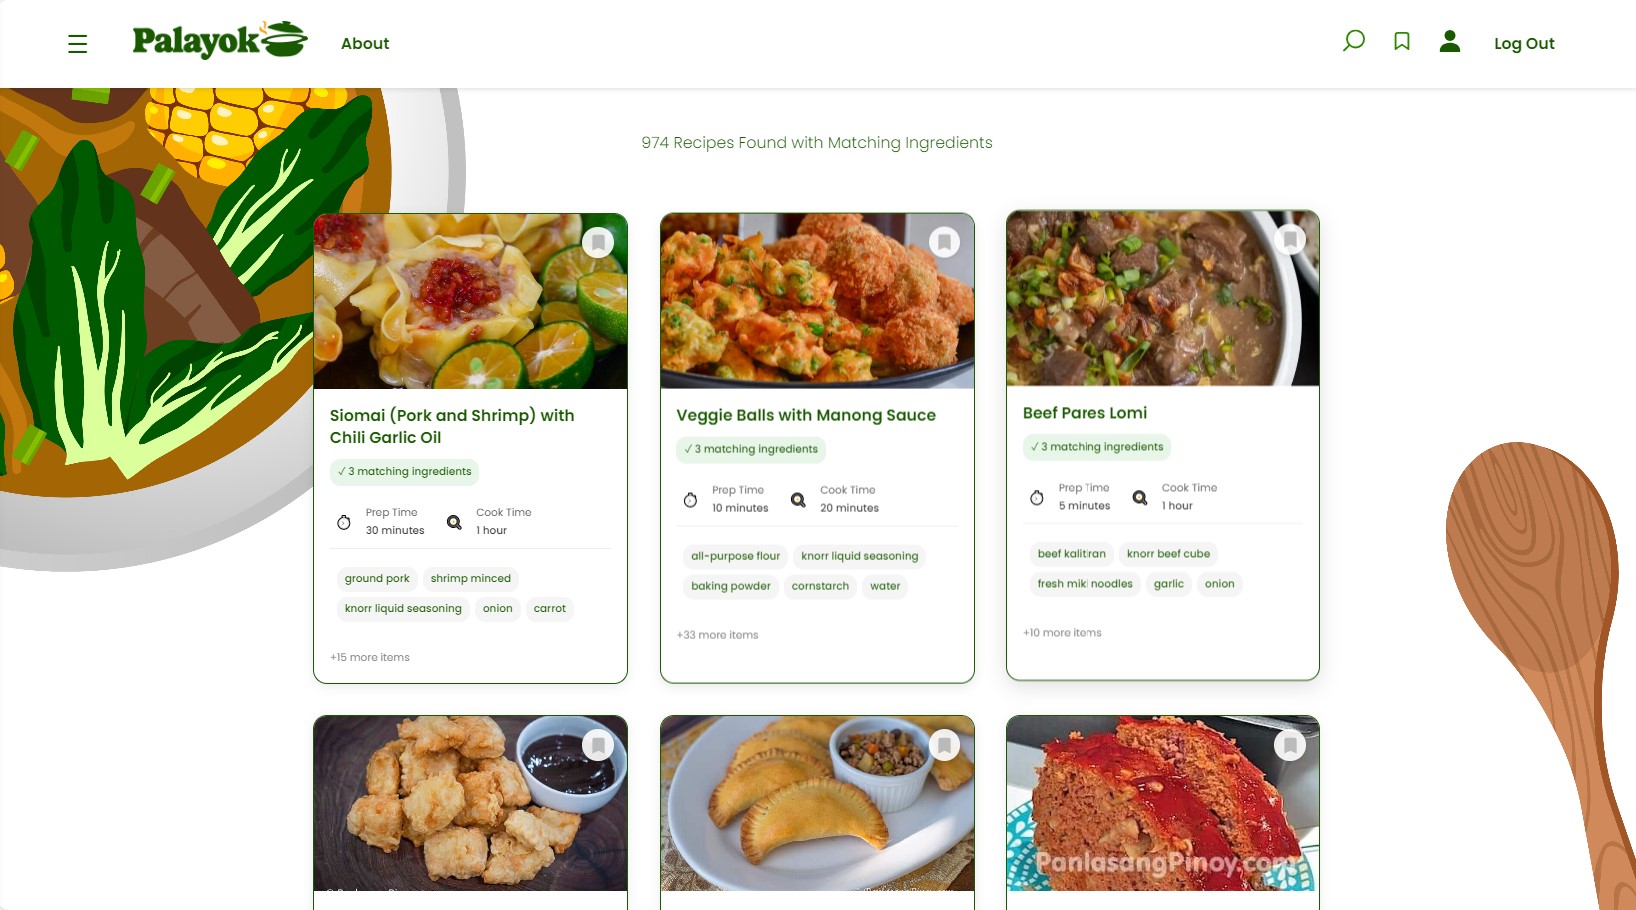 Palayok
About
Log Out
974 Recipes Found with Matching Ingredients
Siomai (Pork and Shrimp) with
Chili Garlic Oil
✓ 3 matching ingredients
Prep Time
30 minutes
Cook Time
1 hour
ground pork
shrimp minced
knorr liquid seasoning
onion
carrot
+15 more items
Veggie Balls with Manong Sauce
✓ 3 matching ingredients
Prep Time
10 minutes
Cook Time
20 minutes
all-purpose flour
knorr liquid seasoning
baking powder
cornstarch
water
+33 more items
Beef Pares Lomi
✓ 3 matching ingredients
Prep Time
5 minutes
Cook Time
1 hour
beef kalitiran
knorr beef cube
fresh miki noodles
garlic
onion
+10 more items
PanlasangPinoy.com